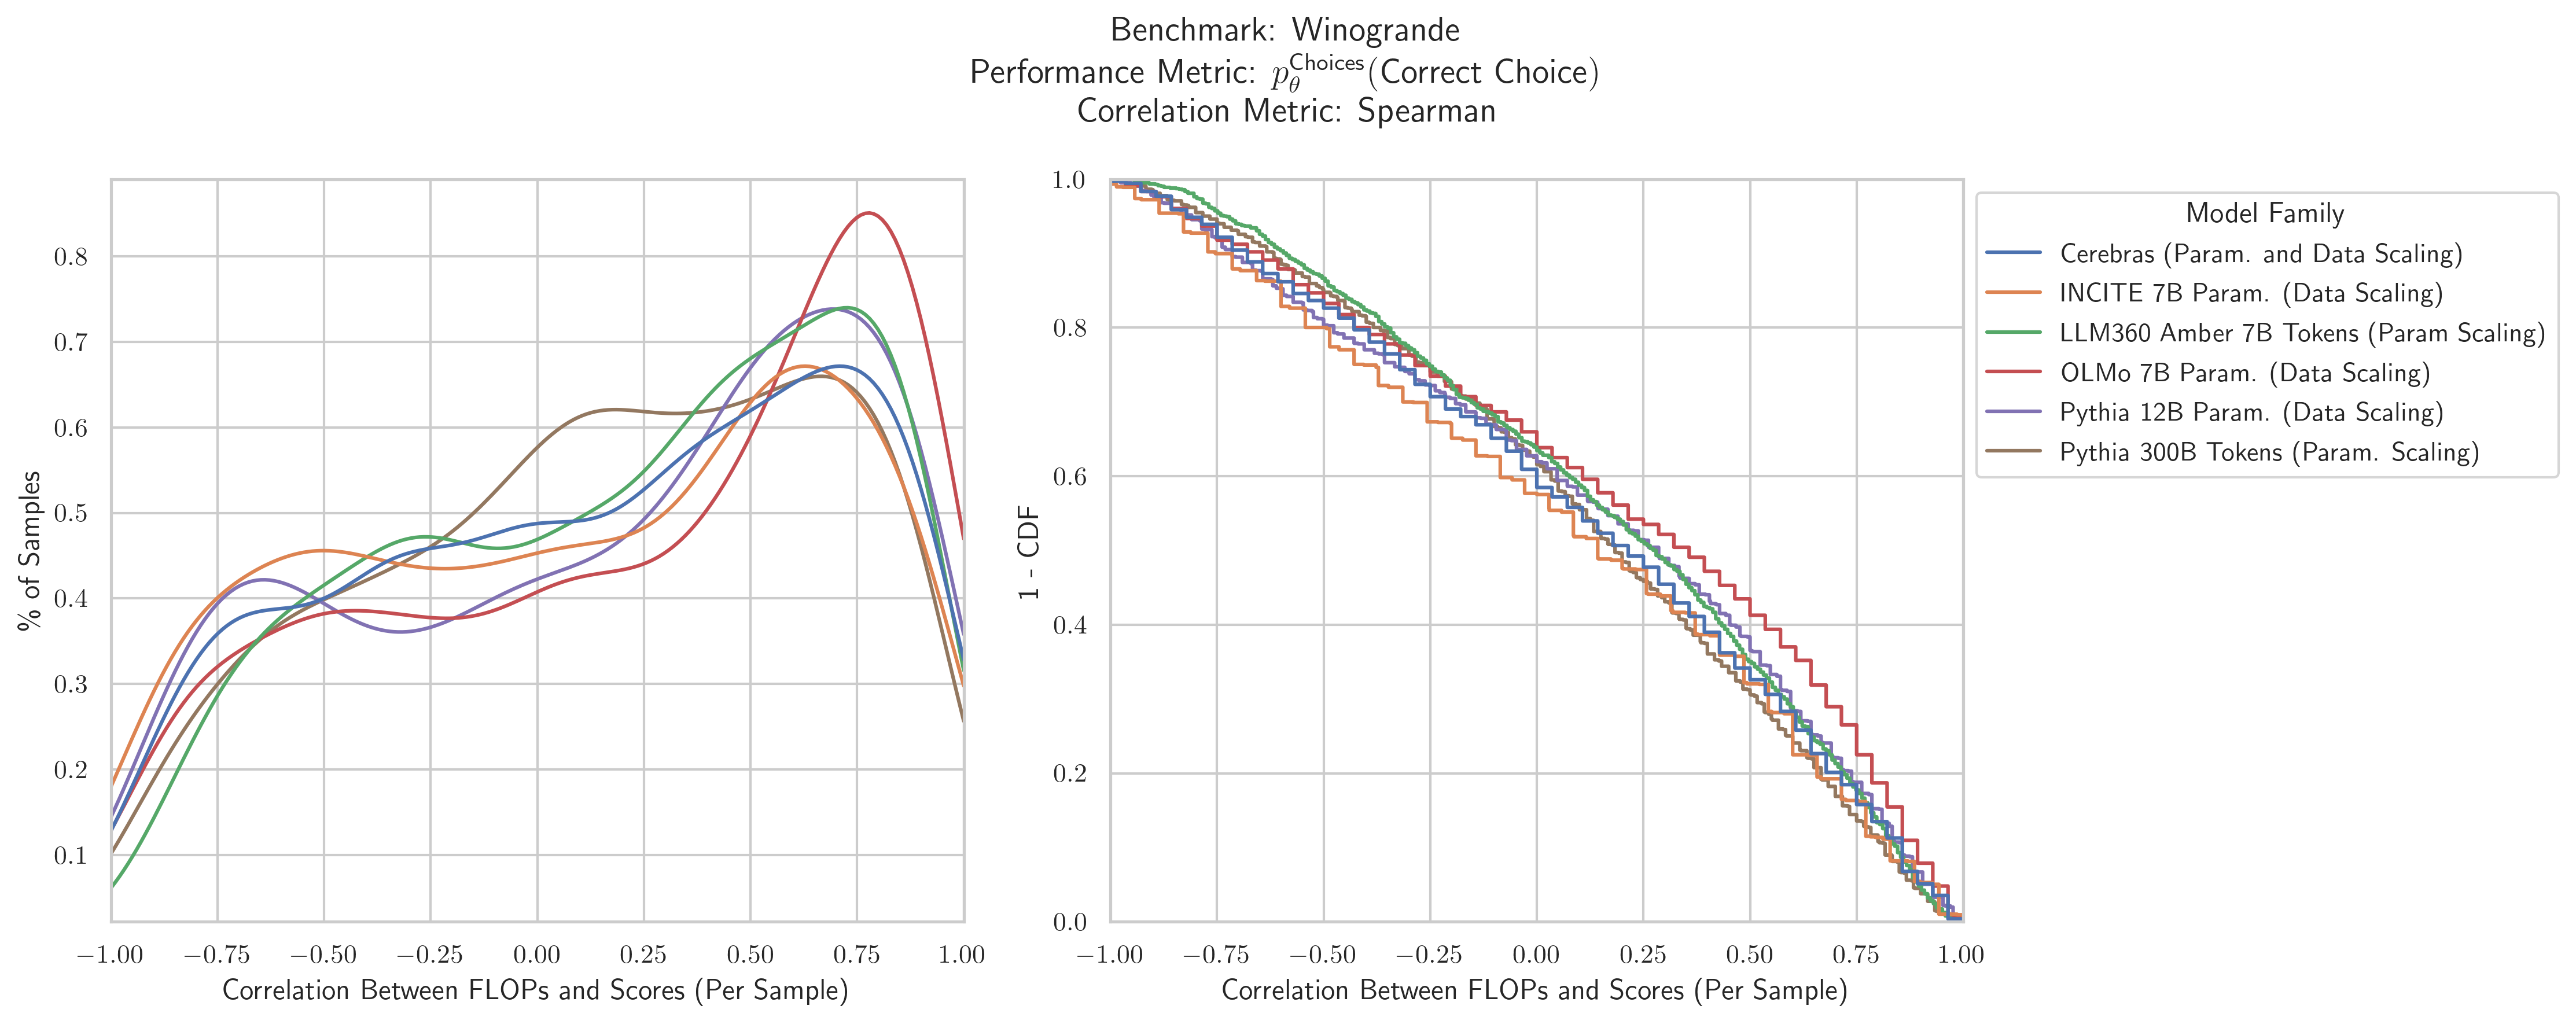 Benchmark: Winogrande
Performance Metric: $p_\theta^{\text{Choices}}$(Correct Choice)
Correlation Metric: Spearman
% of Samples
0.8
0.7
0.6
0.5
0.4
0.3
0.2
0.1
−1.00 −0.75 −0.50 −0.25 0.00 0.25 0.50 0.75 1.00
Correlation Between FLOPs and Scores (Per Sample)
1 - CDF
1.0
0.8
0.6
0.4
0.2
0.0
−1.00 −0.75 −0.50 −0.25 0.00 0.25 0.50 0.75 1.00
Correlation Between FLOPs and Scores (Per Sample)
Model Family
Cerebras (Param. and Data Scaling)
INCITE 7B Param. (Data Scaling)
LLM360 Amber 7B Tokens (Param Scaling)
OLMo 7B Param. (Data Scaling)
Pythia 12B Param. (Data Scaling)
Pythia 300B Tokens (Param. Scaling)